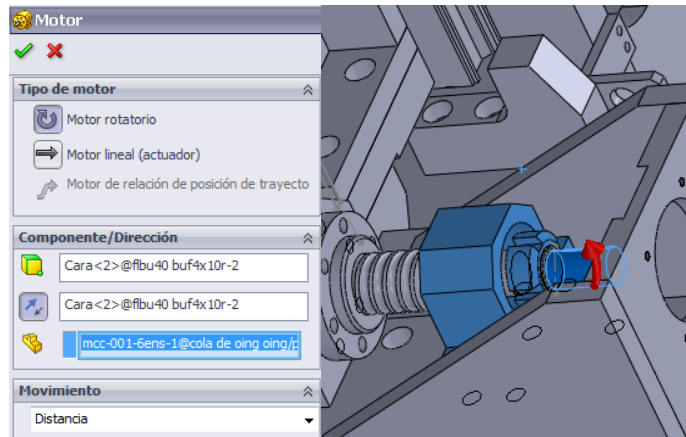 Motor
Tipo de motor
Motor rotatorio
Motor lineal (actuador)
Motor de relación de posición de trayecto
Componente/Dirección
Cara<2>@flbu40 buf4x10r-2
Cara<2>@flbu40 buf4x10r-2
mcc-001-6ens-1@cola de oing oing/p
Movimiento
Distancia